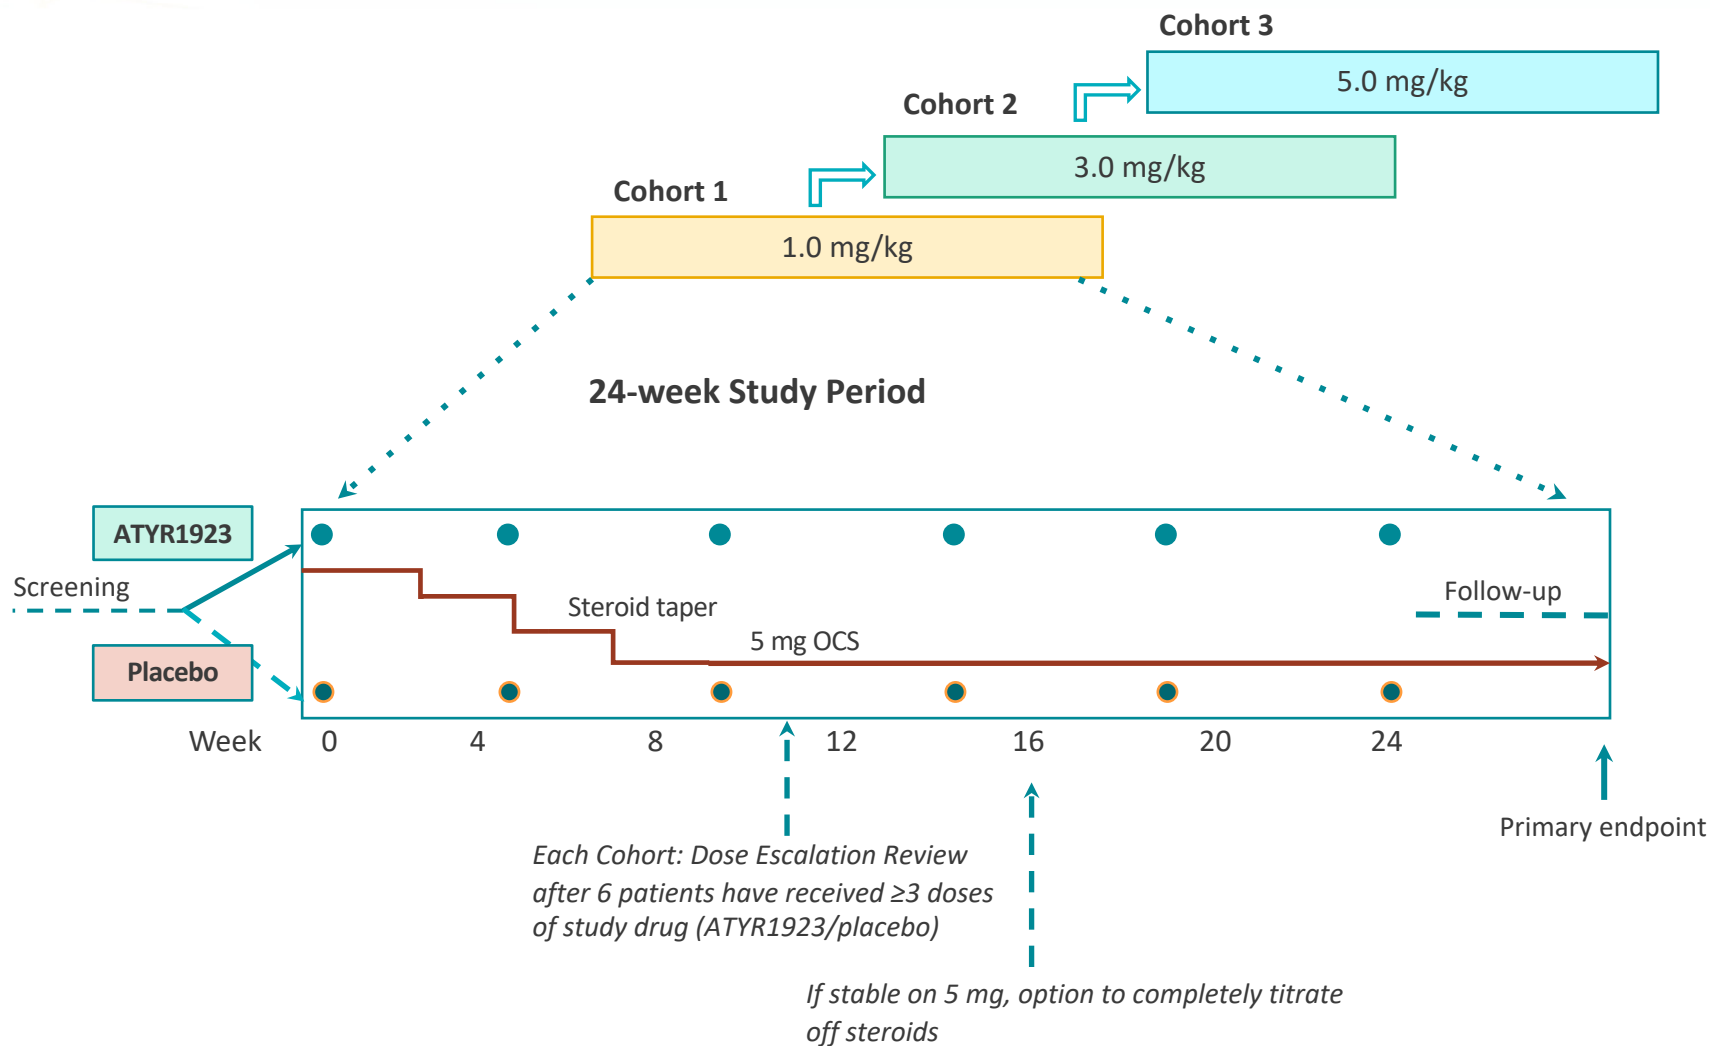 Cohort 3
5.0 mg/kg
Cohort 2
3.0 mg/kg
Cohort 1
1.0 mg/kg
24-week Study Period
ATYR1923
Screening
Follow-up
Steroid taper
5 mg OCS
Placebo
Week 0 4 8 12 16 20 24
Primary endpoint
Each Cohort: Dose Escalation Review
after 6 patients have received ≥3 doses
of study drug (ATYR1923/placebo)
If stable on 5 mg, option to completely titrate
off steroids